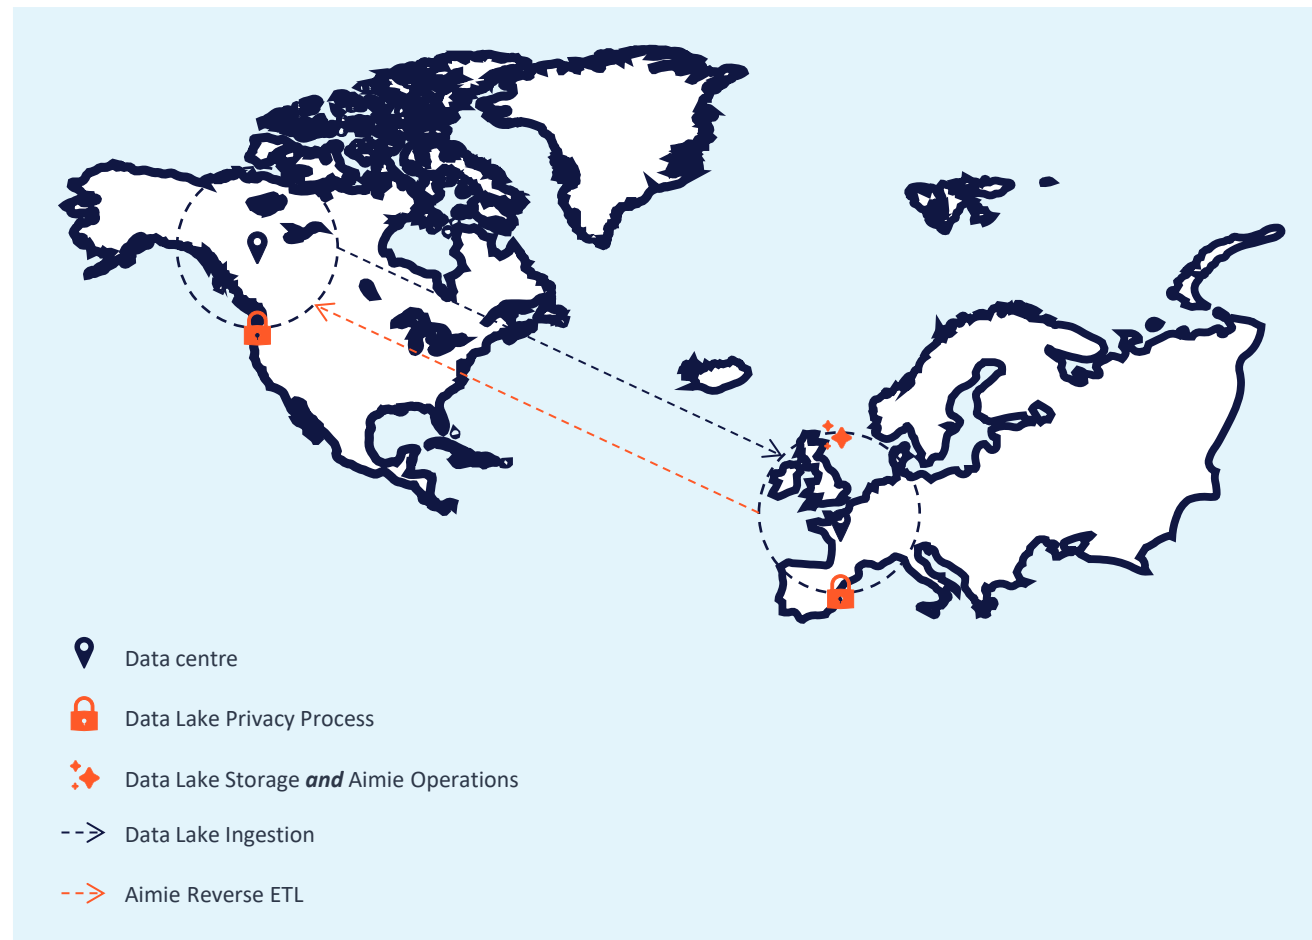 Data centre
Data Lake Privacy Process
Data Lake Storage and Aimie Operations
Data Lake Ingestion
Aimie Reverse ETL